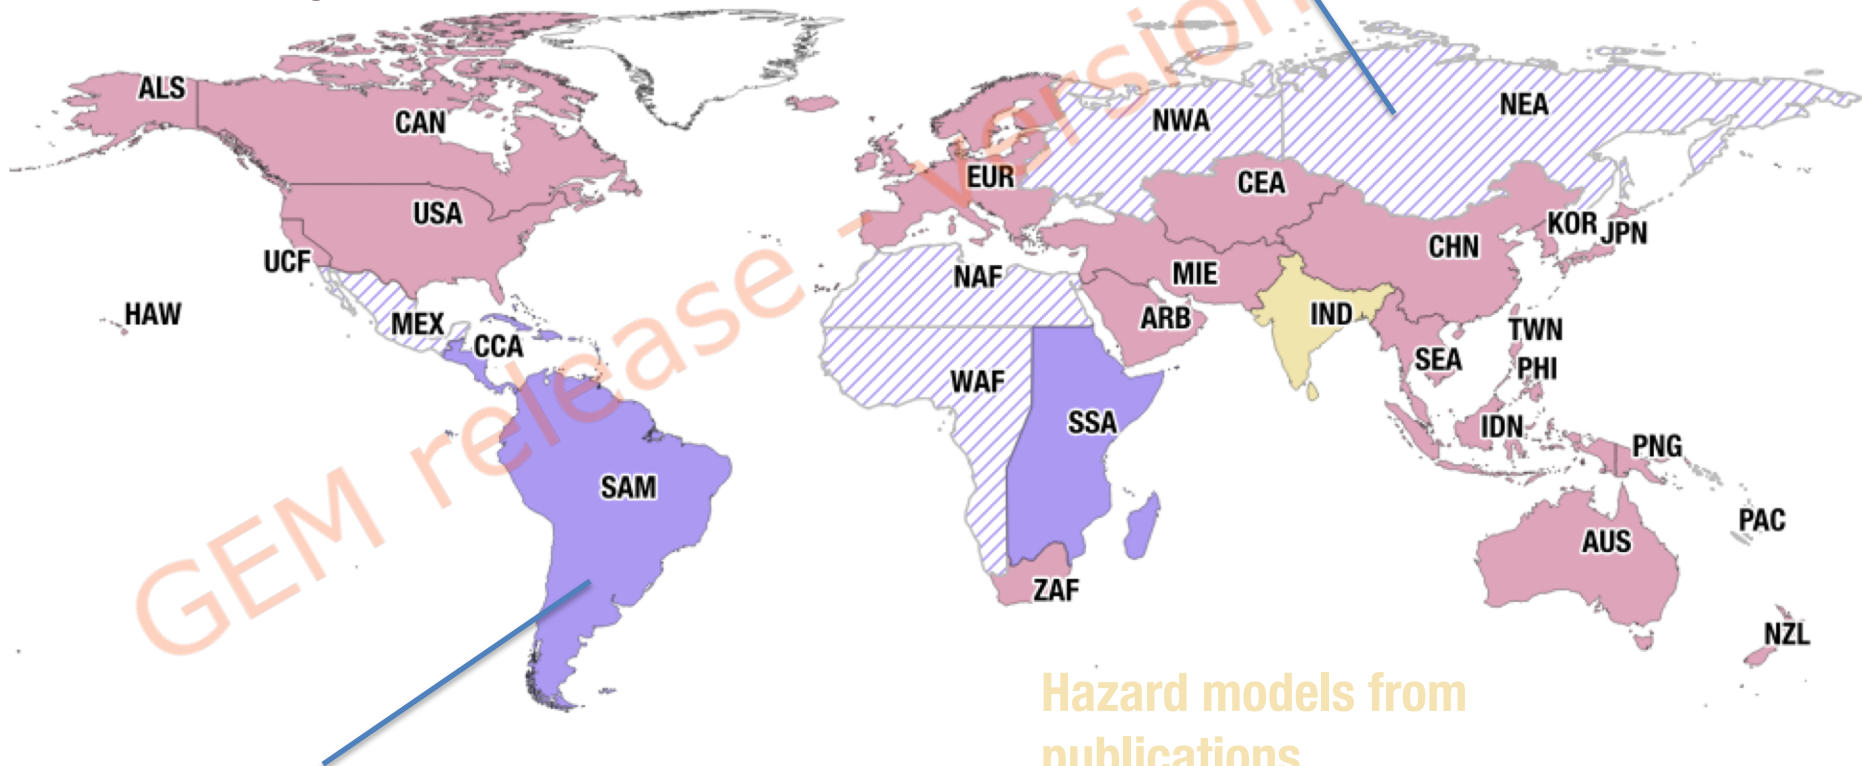 ALS
CAN
NWA
NEA
EUR
CEA
USA
KOR
JPN
CHN
UCF
NAF
MIE
HAW
MEX
ARB
IND
TWN
CCA
SEA
PHI
WAF
SSA
IDN
PNG
SAM
PAC
AUS
ZAF
NZL
GEM release - version
Hazard models from
publications